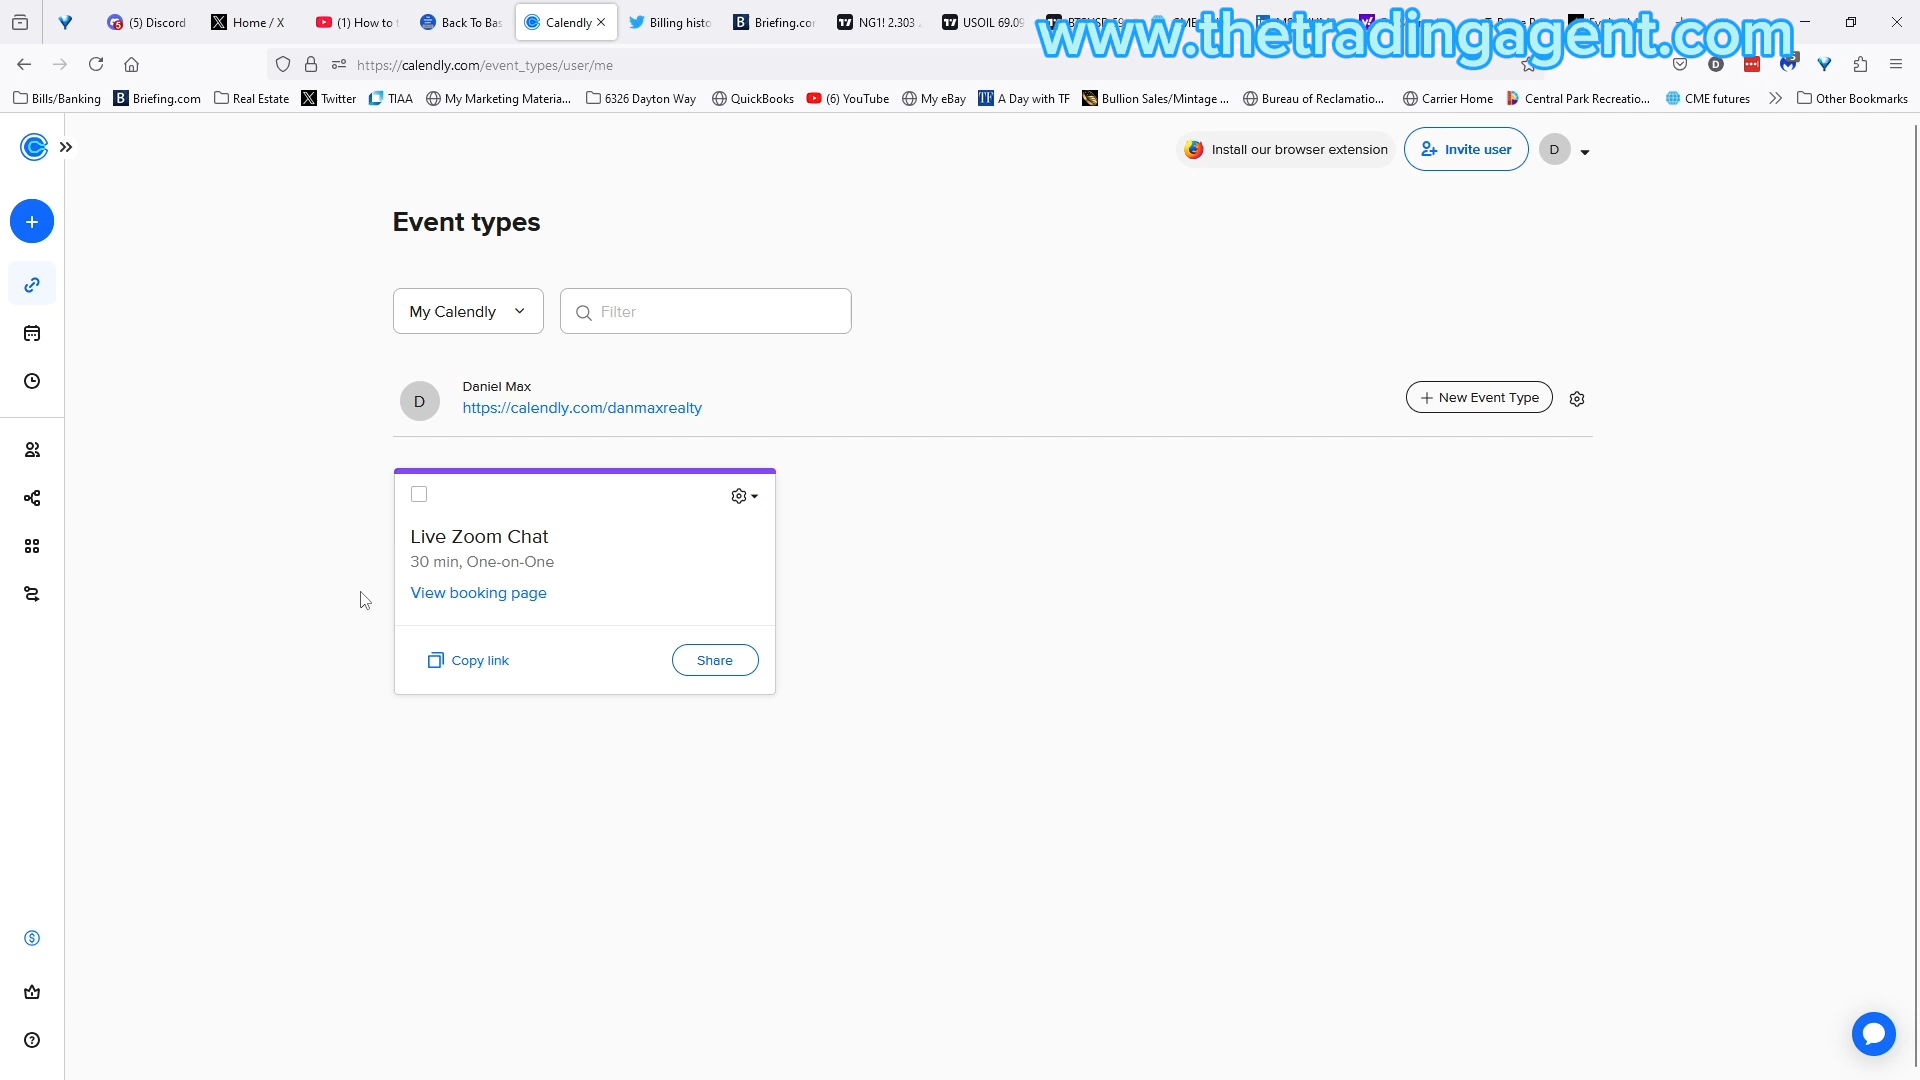 (5) Discord
Home / X
(1) How to
Back To Bas
Calendly
Billing histo
Briefing.cor
NG1! 2.303
USOIL 69.09
www.thetradingagent.com
https://calendly.com/event_types/user/me
Bills/Banking
Briefing.com
Real Estate
Twitter
TIAA
My Marketing Materia...
6326 Dayton Way
QuickBooks
(6) YouTube
My eBay
A Day with TF
Bullion Sales/Mintage ...
Bureau of Reclamatio...
Carrier Home
Central Park Recreatio...
CME futures
Other Bookmarks
Install our browser extension
Invite user
D
Event types
My Calendly
Filter
D
Daniel Max
https://calendly.com/danmaxrealty
+ New Event Type
Live Zoom Chat
30 min, One-on-One
View booking page
Copy link
Share